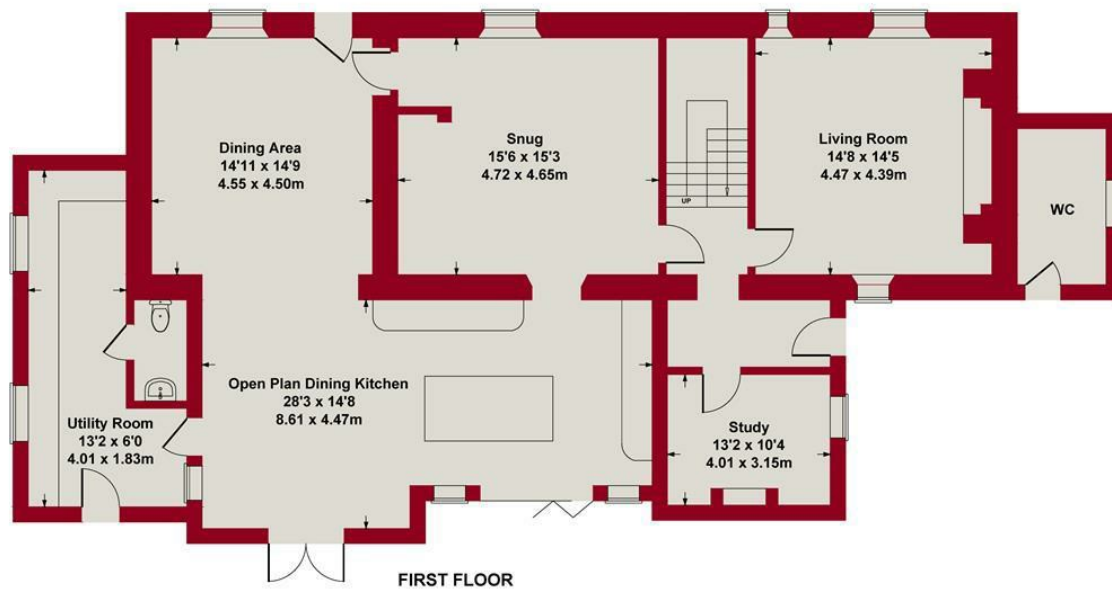 Dining Area
14'11 x 14'9
4.55 x 4.50m
Snug
15'6 x 15'3
4.72 x 4.65m
Living Room
14'8 x 14'5
4.47 x 4.39m
WC
UP
Open Plan Dining Kitchen
28'3 x 14'8
8.61 x 4.47m
Utility Room
13'2 x 6'0
4.01 x 1.83m
Study
13'2 x 10'4
4.01 x 3.15m
FIRST FLOOR